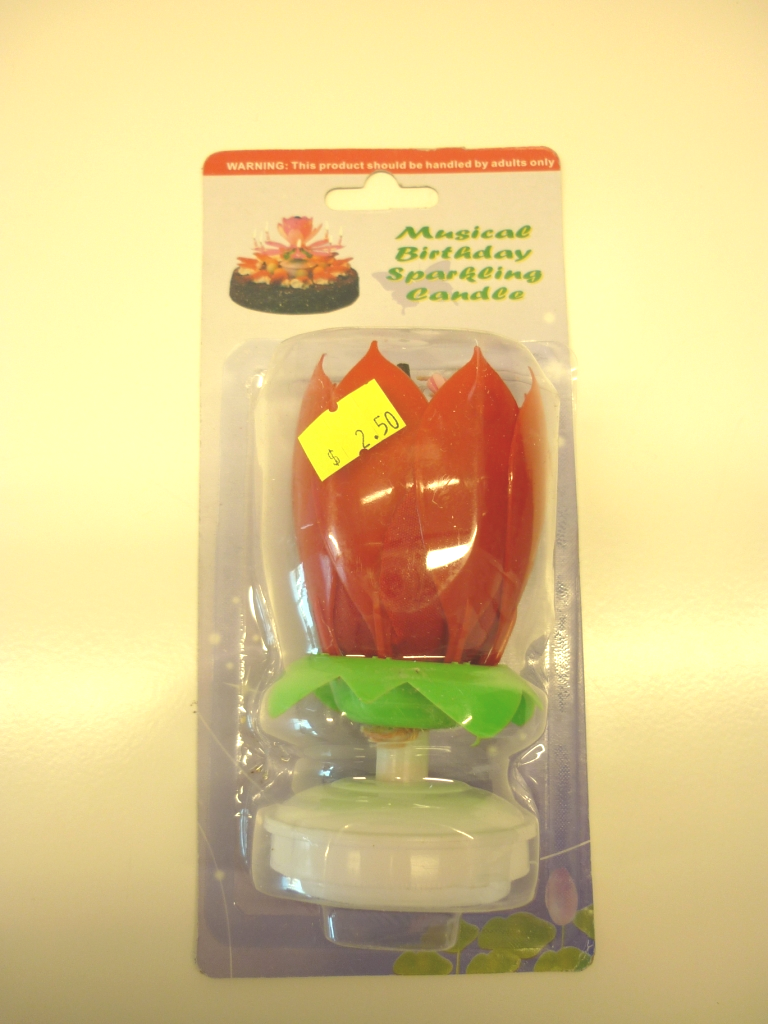 WARNING: This product should be handled by adults only
Musical
Birthday
Sparkling
Candle
$ 2.50